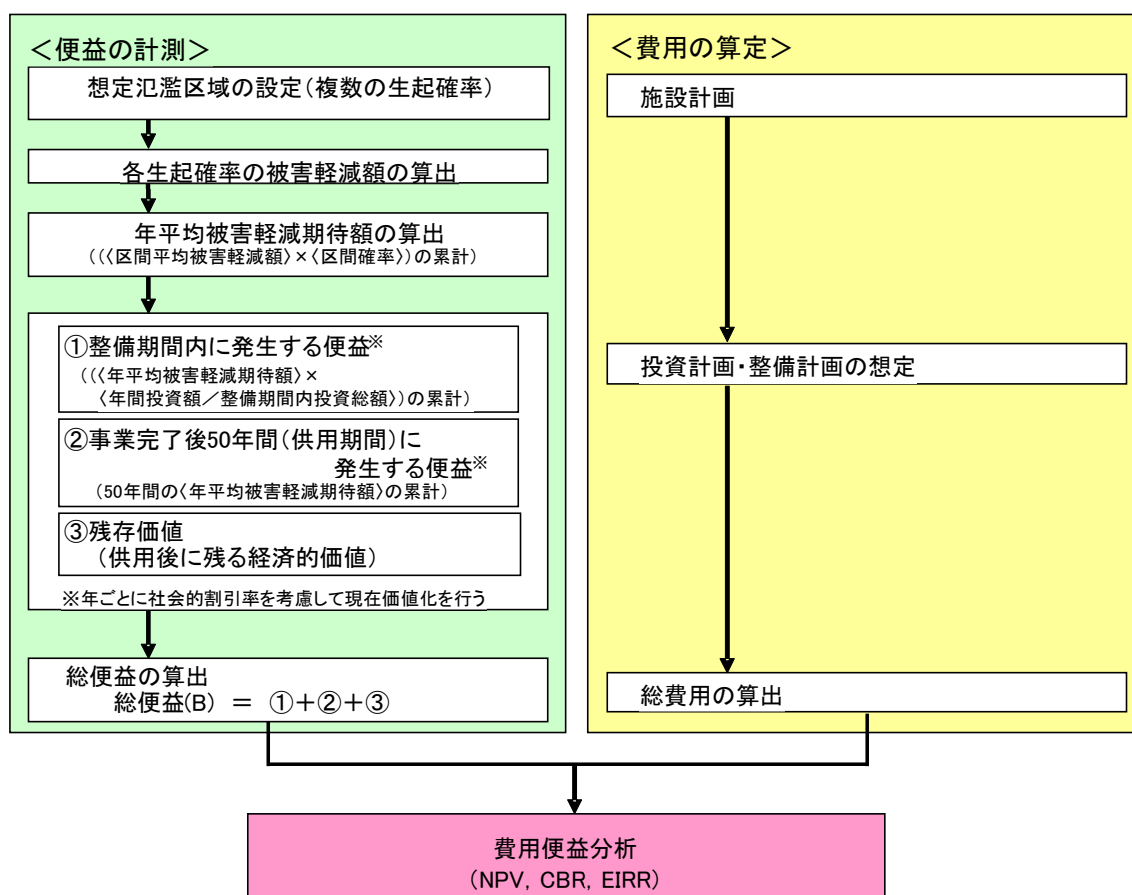 ＜便益の計測＞
想定氾濫区域の設定（複数の生起確率）
各生起確率の被害軽減額の算出
年平均被害軽減期待額の算出
（（〈区間平均被害軽減額〉×〈区間確率〉）の累計）
①整備期間内に発生する便益※
（（〈年平均被害軽減期待額〉×
〈年間投資額／整備期間内投資総額〉）の累計）
②事業完了後50年間（供用期間）に
発生する便益※
（50年間の〈年平均被害軽減期待額〉の累計）
③残存価値
（供用後に残る経済的価値）
※年ごとに社会的割引率を考慮して現在価値化を行う
総便益の算出
総便益(B) ＝ ①＋②＋③
＜費用の算定＞
施設計画
投資計画・整備計画の想定
総費用の算出
費用便益分析
(NPV, CBR, EIRR)